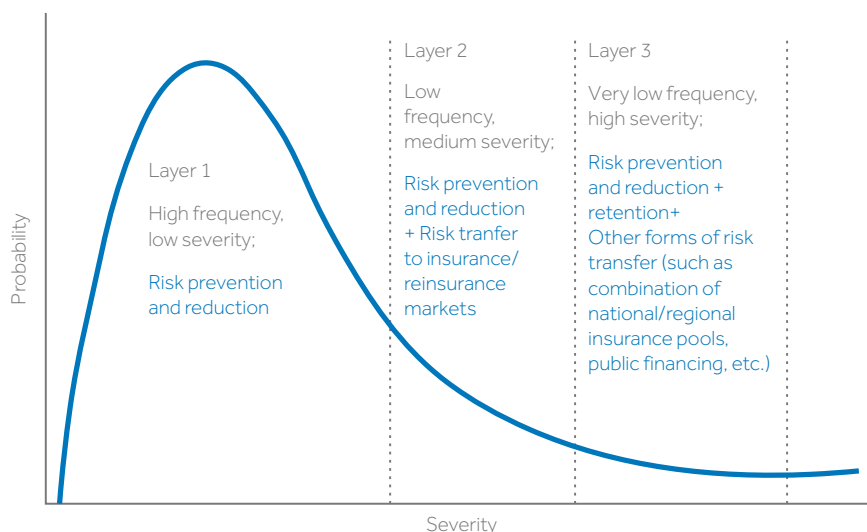 Probability
Layer 1
High frequency,
low severity;
Risk prevention
and reduction
Layer 2
Low
frequency,
medium severity;
Risk prevention
and reduction
+ Risk tranfer
to insurance/
reinsurance
markets
Layer 3
Very low frequency,
high severity;
Risk prevention
and reduction +
retention+
Other forms of risk
transfer (such as
combination of
national/regional
insurance pools,
public financing, etc.)
Severity